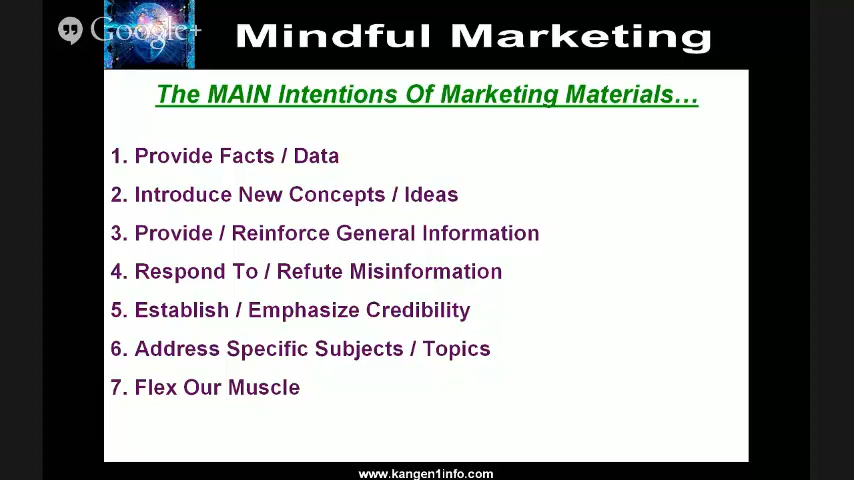 Google+
Mindful Marketing
The MAIN Intentions Of Marketing Materials...
1. Provide Facts / Data
2. Introduce New Concepts / Ideas
3. Provide / Reinforce General Information
4. Respond To / Refute Misinformation
5. Establish / Emphasize Credibility
6. Address Specific Subjects / Topics
7. Flex Our Muscle
www.kangen1info.com